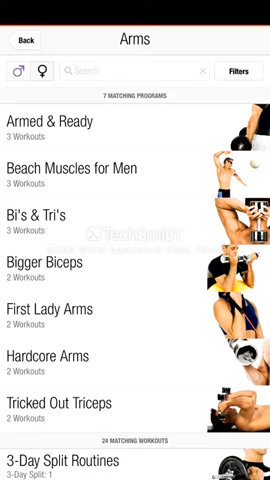 Back
Arms
Search
Filters
7 MATCHING PROGRAMS
Armed & Ready
3 Workouts
Beach Muscles for Men
3 Workouts
Bi's & Tri's
3 Workouts
TechSmith
Bigger Biceps
2 Workouts
First Lady Arms
2 Workouts
Hardcore Arms
2 Workouts
Tricked Out Triceps
2 Workouts
24 MATCHING WORKOUTS
3-Day Split Routines
3-Day Split: 1